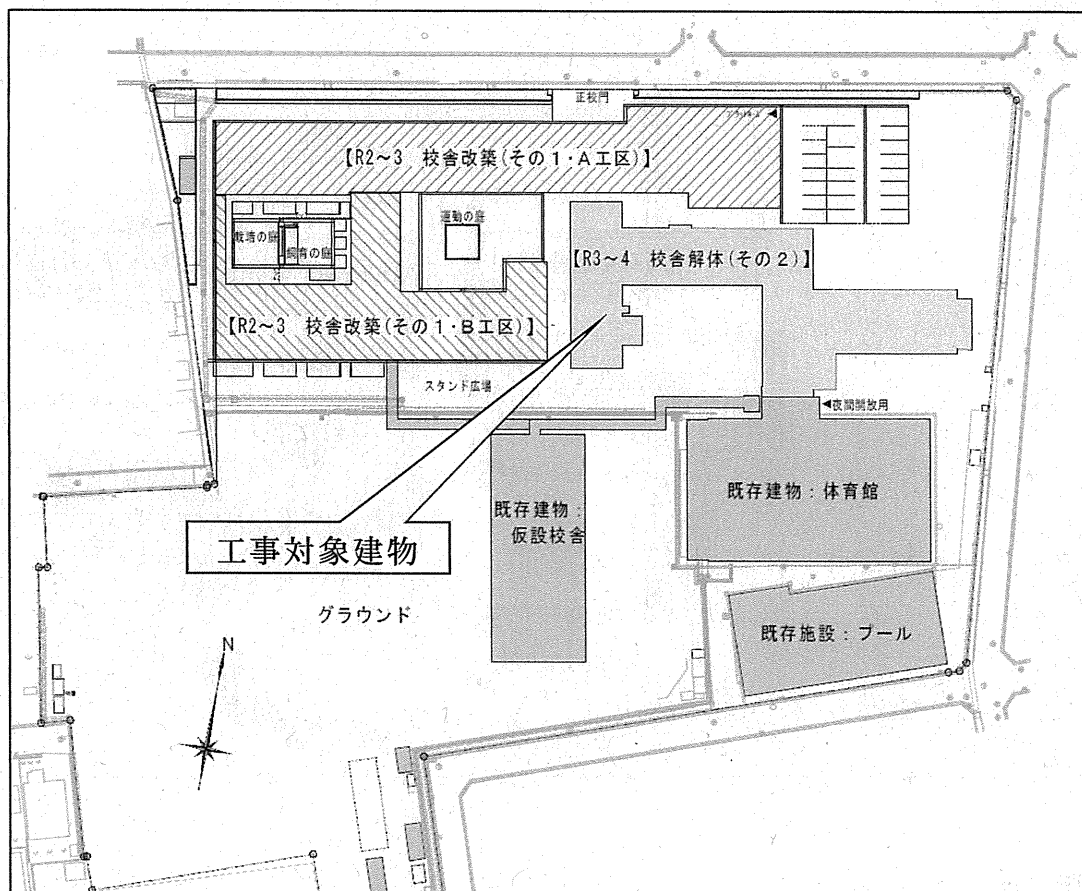 正校門
【R2~3 校舎改築(その1・A工区)】
運動の庭
栽培の庭
飼育の庭
【R3~4 校舎解体(その2)】
【R2~3 校舎改築(その1・B工区)】
スタンド広場
◀夜間開放用
既存建物:体育館
既存建物:
仮設校舎
工事対象建物
グラウンド
既存施設:プール
N